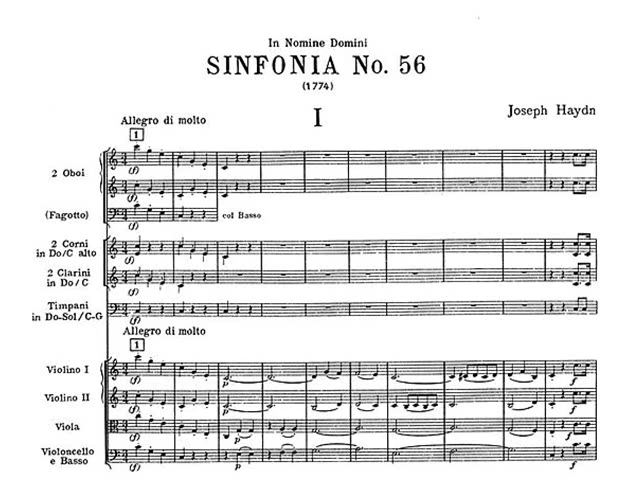 In Nomine Domini
SINFONIA No. 56
(1774)
I
Joseph Haydn
Allegro di molto
1
2 Oboi
(f)
(f)
(Fagotto)
(f)
col Basso
2 Corni
in Do/C alto
(f)
2 Clarini
in Do/C
(f)
Timpani
in Do-Sol/C-G
(f)
Allegro di molto
1
Violino I
(f)
p
f
Violino II
(f)
p
f
Viola
(f)
p
f
Violoncello
e Basso
(f)
p
f